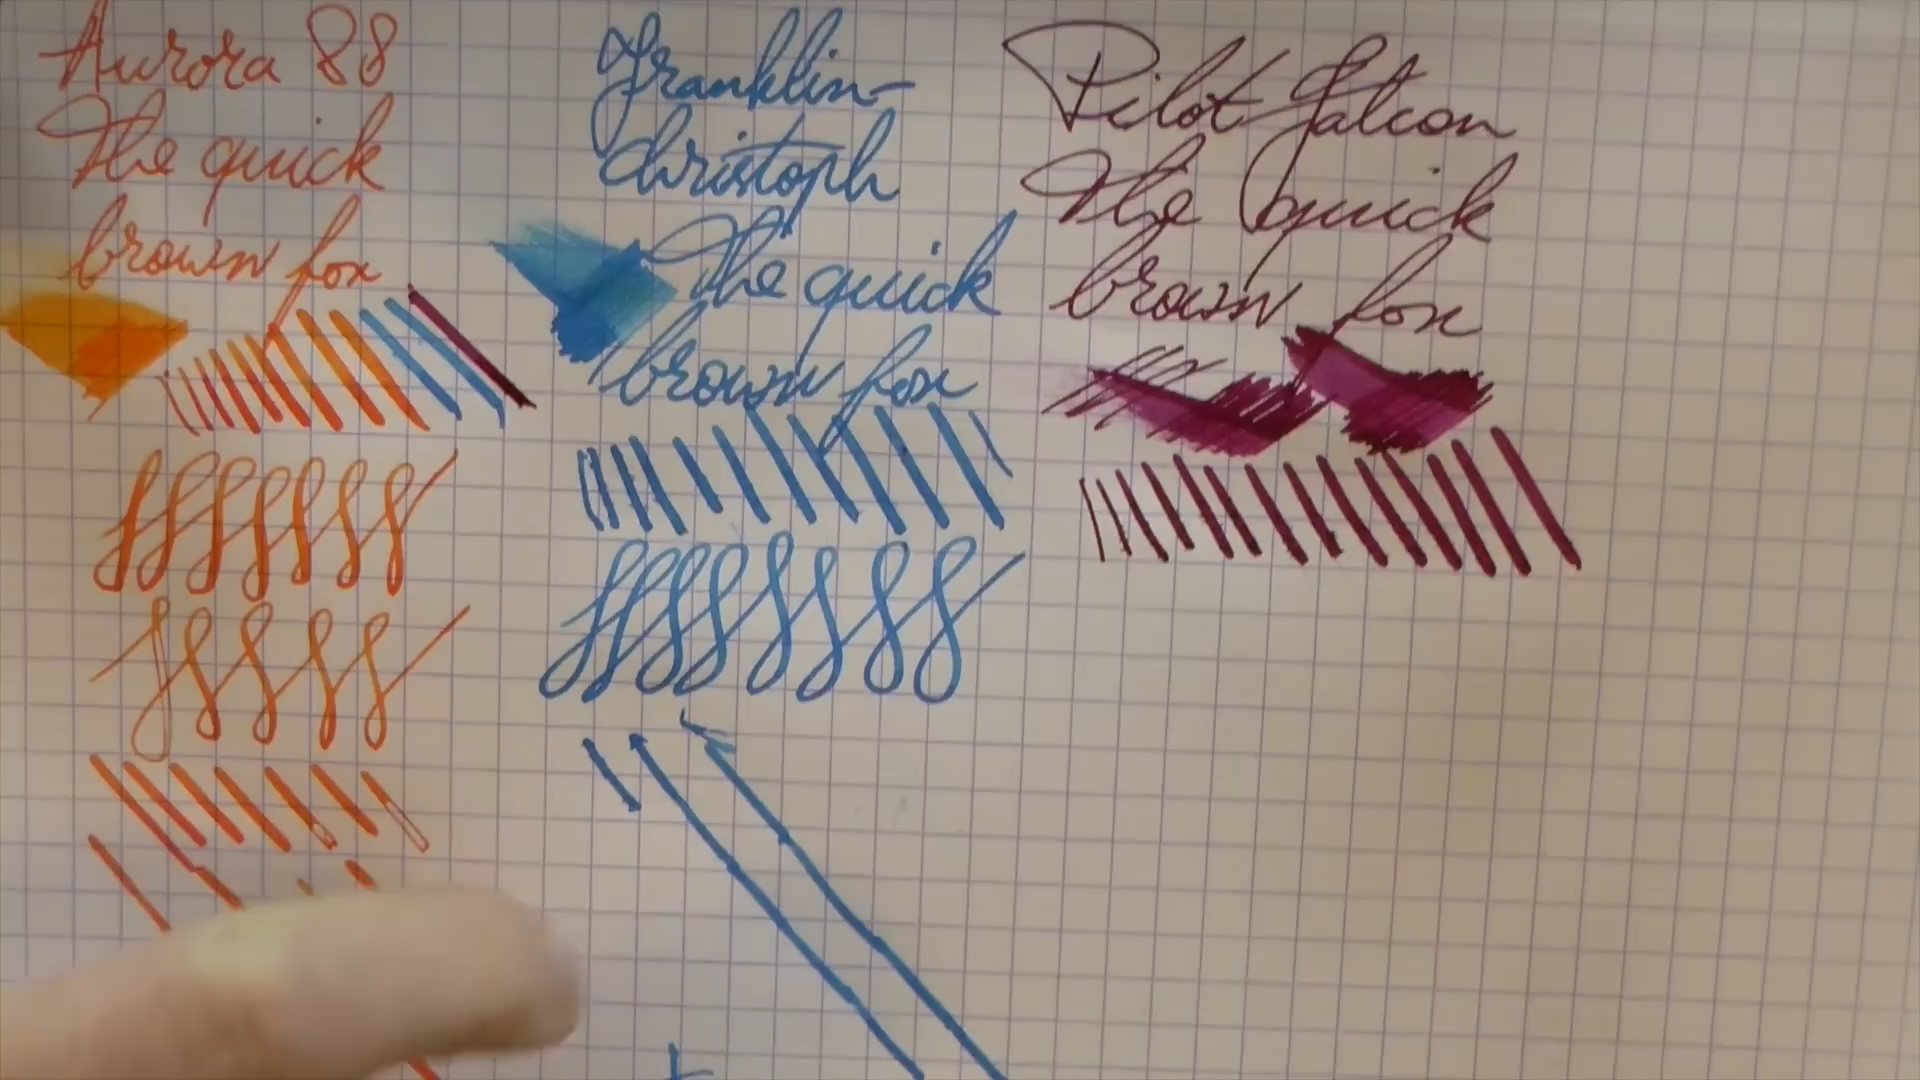 Aurora 88
The quick
brown fox
Franklin-
Christoph
The quick
brown fox
Pilot Falcon
The quick
brown fox